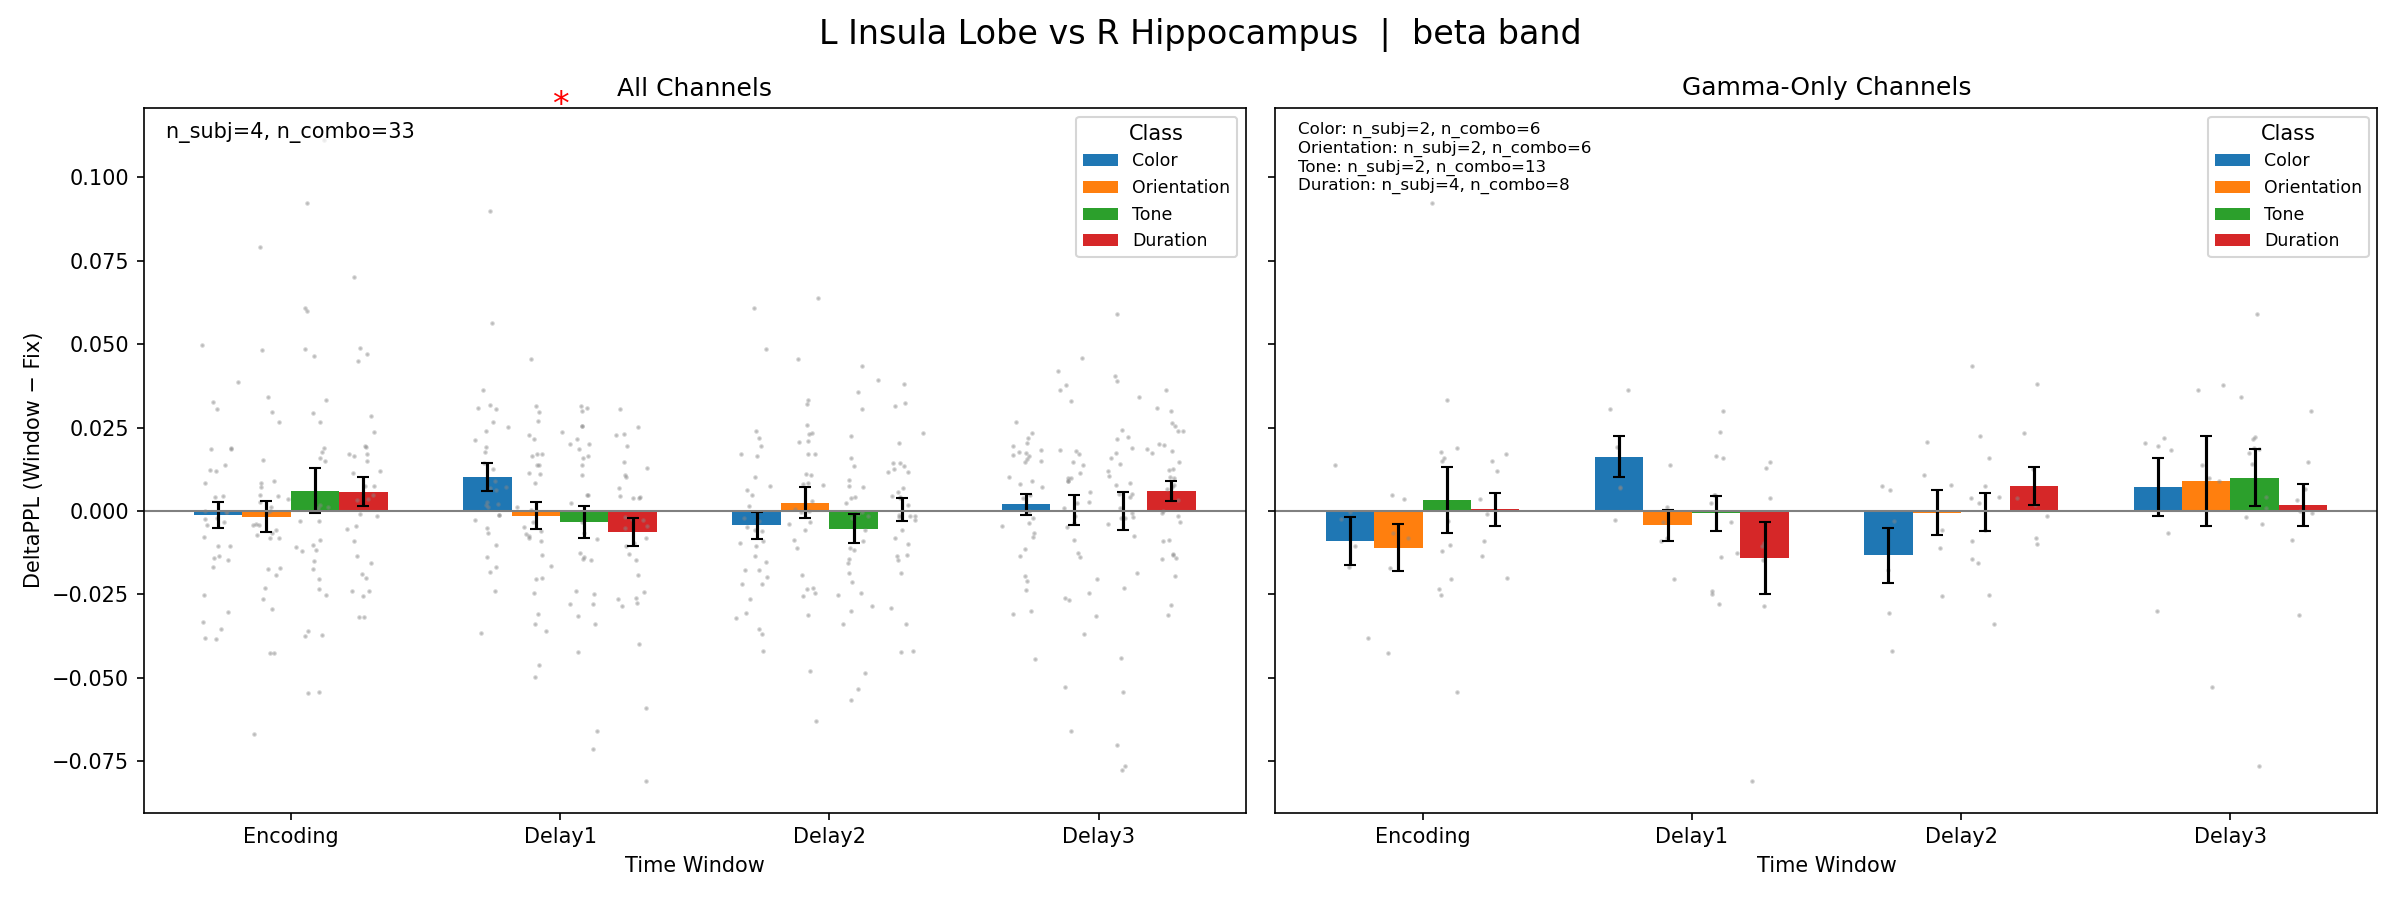 L Insula Lobe vs R Hippocampus | beta band
All Channels
*
n_subj=4, n_combo=33
Class
Color
Orientation
Tone
Duration
0.100
0.075
0.050
0.025
0.000
−0.025
−0.050
−0.075
DeltaPPL (Window − Fix)
Encoding Delay1 Delay2 Delay3
Time Window
Gamma-Only Channels
Color: n_subj=2, n_combo=6
Orientation: n_subj=2, n_combo=6
Tone: n_subj=2, n_combo=13
Duration: n_subj=4, n_combo=8
Class
Color
Orientation
Tone
Duration
Encoding Delay1 Delay2 Delay3
Time Window